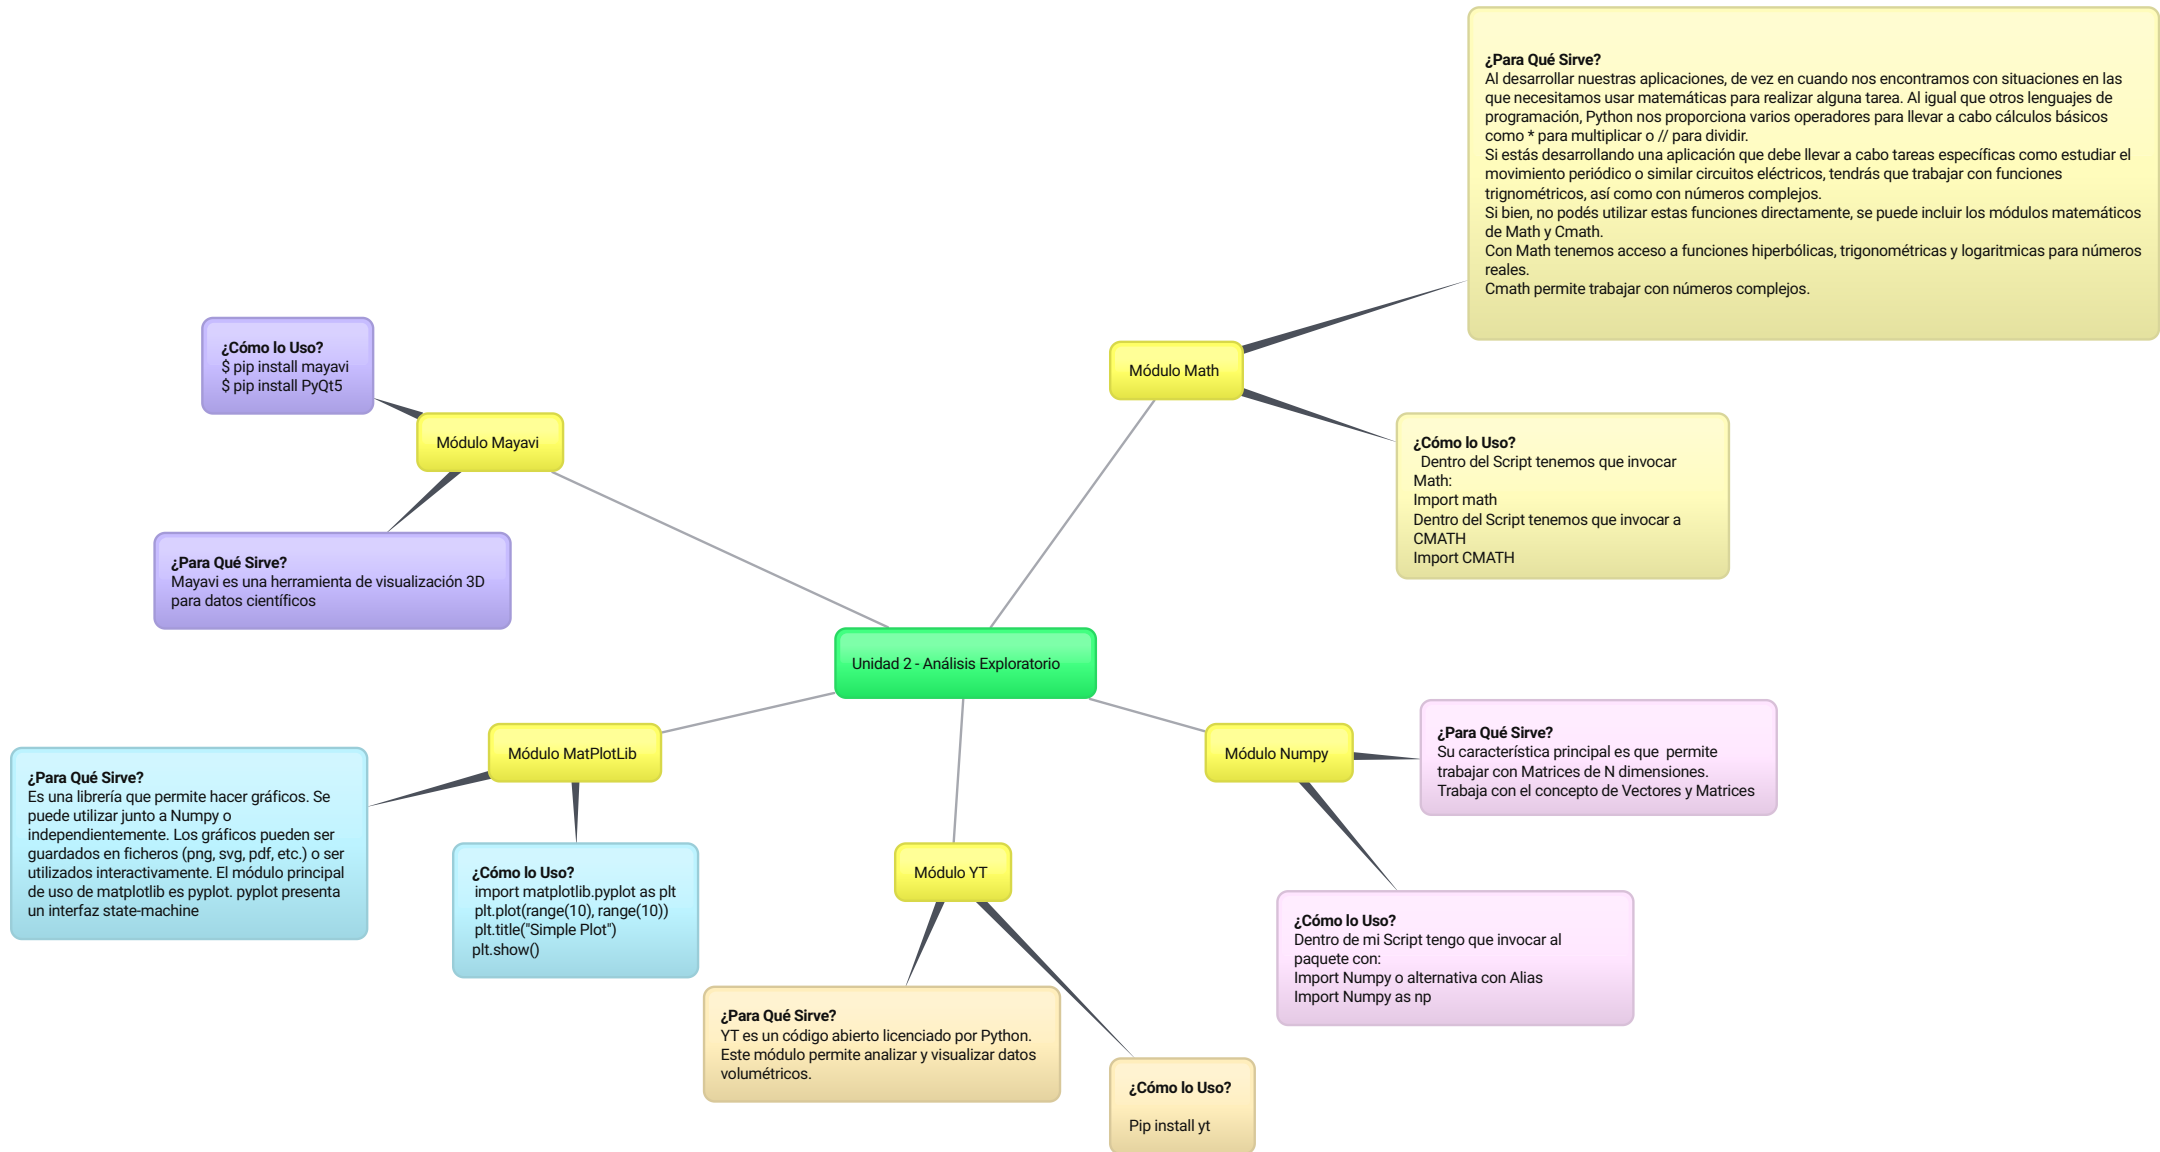 ¿Para Qué Sirve?
Al desarrollar nuestras aplicaciones, de vez en cuando nos encontramos con situaciones en las
que necesitamos usar matemáticas para realizar alguna tarea. Al igual que otros lenguajes de
programación, Python nos proporciona varios operadores para llevar a cabo cálculos básicos
como * para multiplicar o // para dividir.
Si estás desarrollando una aplicación que debe llevar a cabo tareas específicas como estudiar el
movimiento periódico o similar circuitos eléctricos, tendrás que trabajar con funciones
trignométricos, así como con números complejos.
Si bien, no podés utilizar estas funciones directamente, se puede incluir los módulos matemáticos
de Math y Cmath.
Con Math tenemos acceso a funciones hiperbólicas, trigonométricas y logaritmicas para números
reales.
Cmath permite trabajar con números complejos.
Módulo Math
¿Cómo lo Uso?
Dentro del Script tenemos que invocar
Math:
Import math
Dentro del Script tenemos que invocar a
CMATH
Import CMATH
¿Cómo lo Uso?
$ pip install mayavi
$ pip install PyQt5
Módulo Mayavi
¿Para Qué Sirve?
Mayavi es una herramienta de visualización 3D
para datos científicos
Unidad 2 - Análisis Exploratorio
Módulo MatPlotLib
¿Para Qué Sirve?
Es una librería que permite hacer gráficos. Se
puede utilizar junto a Numpy o
independientemente. Los gráficos pueden ser
guardados en ficheros (png, svg, pdf, etc.) o ser
utilizados interactivamente. El módulo principal
de uso de matplotlib es pyplot. pyplot presenta
un interfaz state-machine
¿Cómo lo Uso?
import matplotlib.pyplot as plt
plt.plot(range(10), range(10))
plt.title("Simple Plot")
plt.show()
Módulo YT
¿Para Qué Sirve?
YT es un código abierto licenciado por Python.
Este módulo permite analizar y visualizar datos
volumétricos.
¿Cómo lo Uso?
Pip install yt
Módulo Numpy
¿Para Qué Sirve?
Su característica principal es que  permite
trabajar con Matrices de N dimensiones.
Trabaja con el concepto de Vectores y Matrices
¿Cómo lo Uso?
Dentro de mi Script tengo que invocar al
paquete con:
Import Numpy o alternativa con Alias
Import Numpy as np